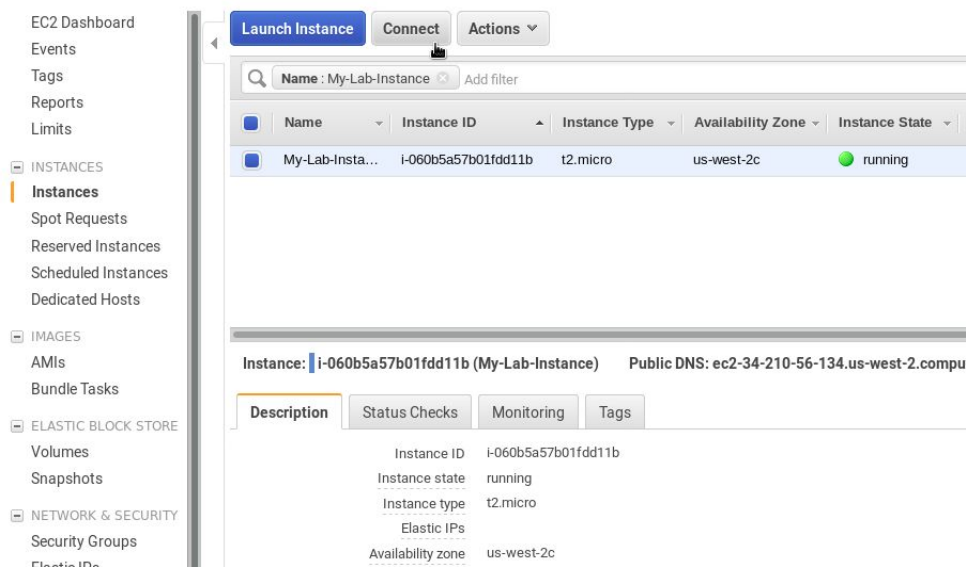 EC2 Dashboard
Events
Tags
Reports
Limits
INSTANCES
Instances
Spot Requests
Reserved Instances
Scheduled Instances
Dedicated Hosts
IMAGES
AMIs
Bundle Tasks
ELASTIC BLOCK STORE
Volumes
Snapshots
NETWORK & SECURITY
Security Groups
Elastic IPs
Launch Instance Connect Actions
Name : My-Lab-Instance Add filter
Name Instance ID Instance Type Availability Zone Instance State
My-Lab-Insta... i-060b5a57b01fdd11b t2.micro us-west-2c running
Instance: i-060b5a57b01fdd11b (My-Lab-Instance) Public DNS: ec2-34-210-56-134.us-west-2.compu
Description Status Checks Monitoring Tags
Instance ID i-060b5a57b01fdd11b
Instance state running
Instance type t2.micro
Elastic IPs
Availability zone us-west-2c